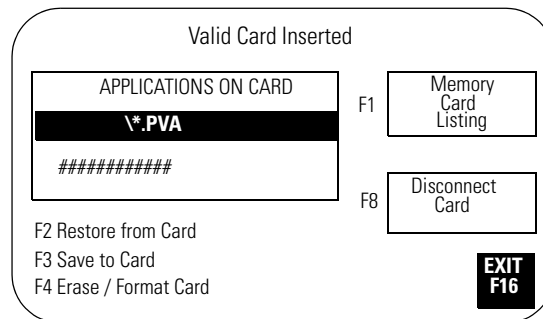 Valid Card Inserted
APPLICATIONS ON CARD
\*.PVA
############
F1
Memory
Card
Listing
F8
Disconnect
Card
F2 Restore from Card
F3 Save to Card
F4 Erase / Format Card
EXIT
F16